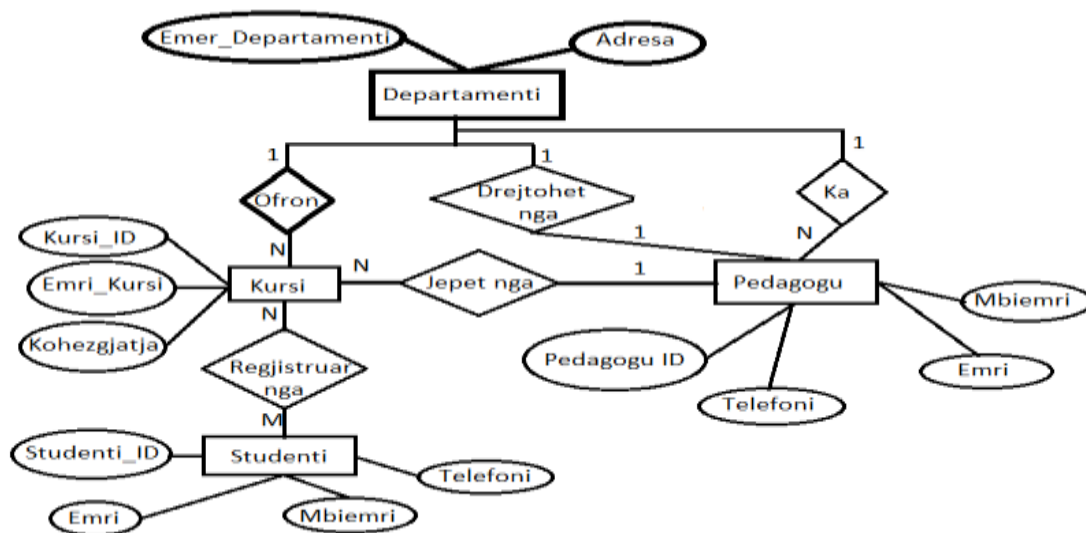 Emer_Departamenti
Adresa
Departamenti
1
1
1
Ofron
Drejtohet
nga
Ka
Kursi_ID
N
1
N
Emri_Kursi
Kursi
N
Jepet nga
1
Pedagogu
Mbiemri
Kohezgjatja
N
Regjistruar
nga
Pedagogu ID
Emri
Telefoni
M
Studenti_ID
Studenti
Telefoni
Emri
Mbiemri